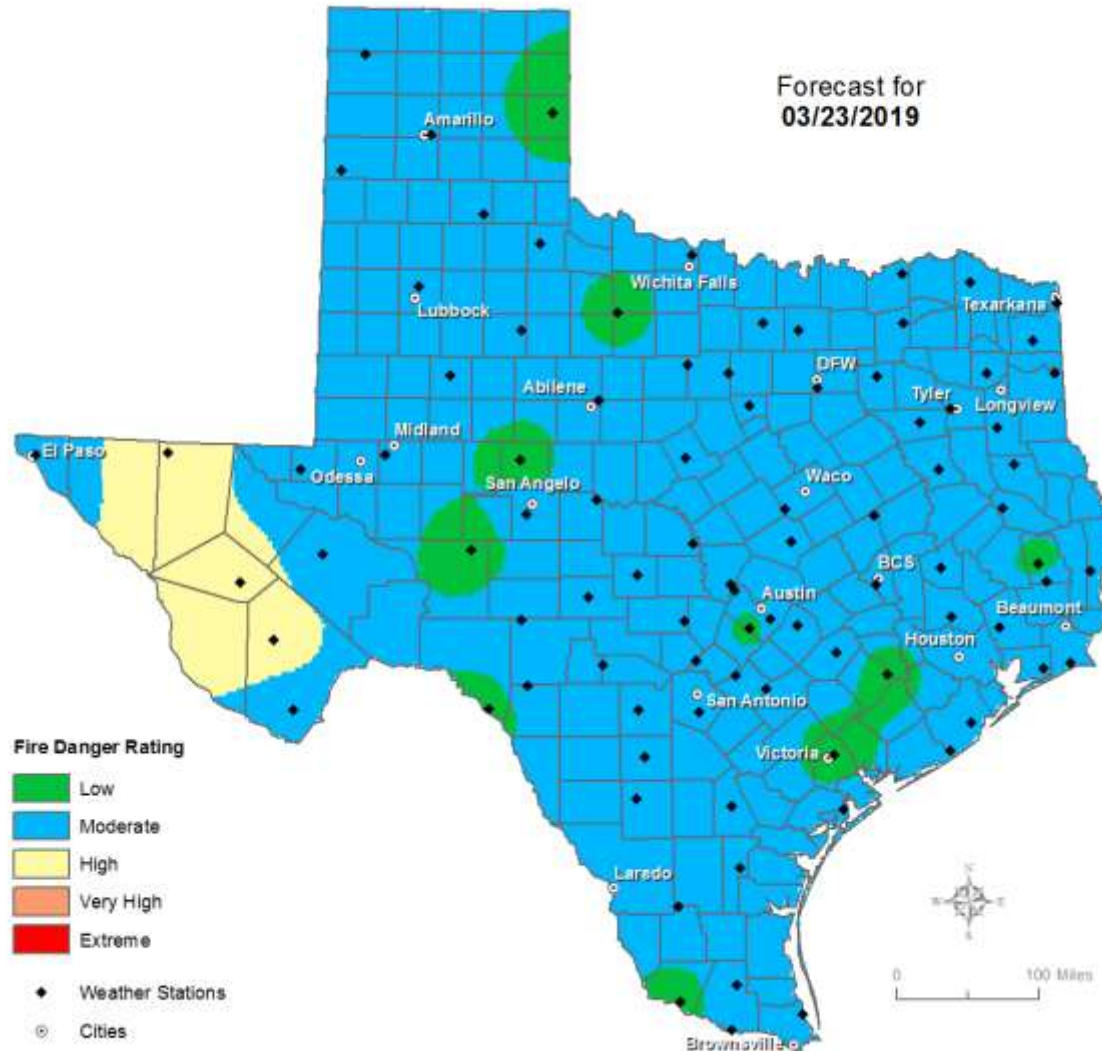 Forecast for
03/23/2019
Amarillo
Wichita Falls
Lubbock
Texarkana
DFW
Abilene
Tyler
Longview
Midland
El Paso
Odessa
San Angelo
Waco
BCS
Austin
Beaumont
Houston
San Antonio
Victoria
Laredo
Brownsville
Fire Danger Rating
Low
Moderate
High
Very High
Extreme
Weather Stations
Cities
N
W E
S
0 100 Miles